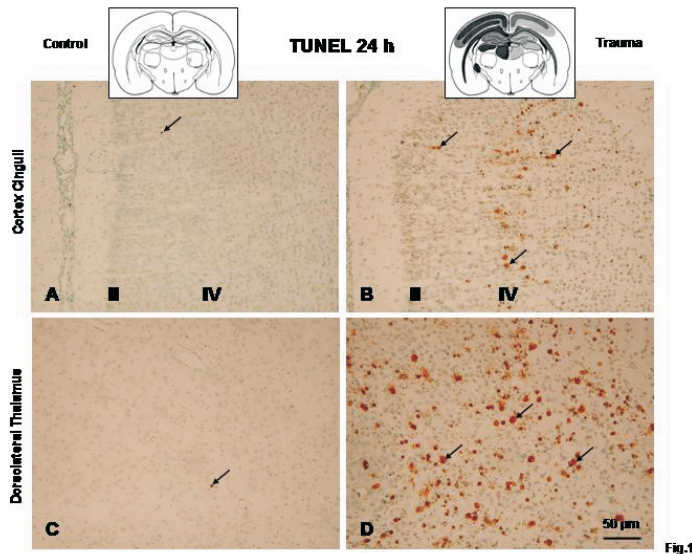 Control TUNEL 24 h Trauma
Cortex Cinguli
A II IV
B II IV
Dorsolateral Thalamus
C
D 50 µm
Fig.1